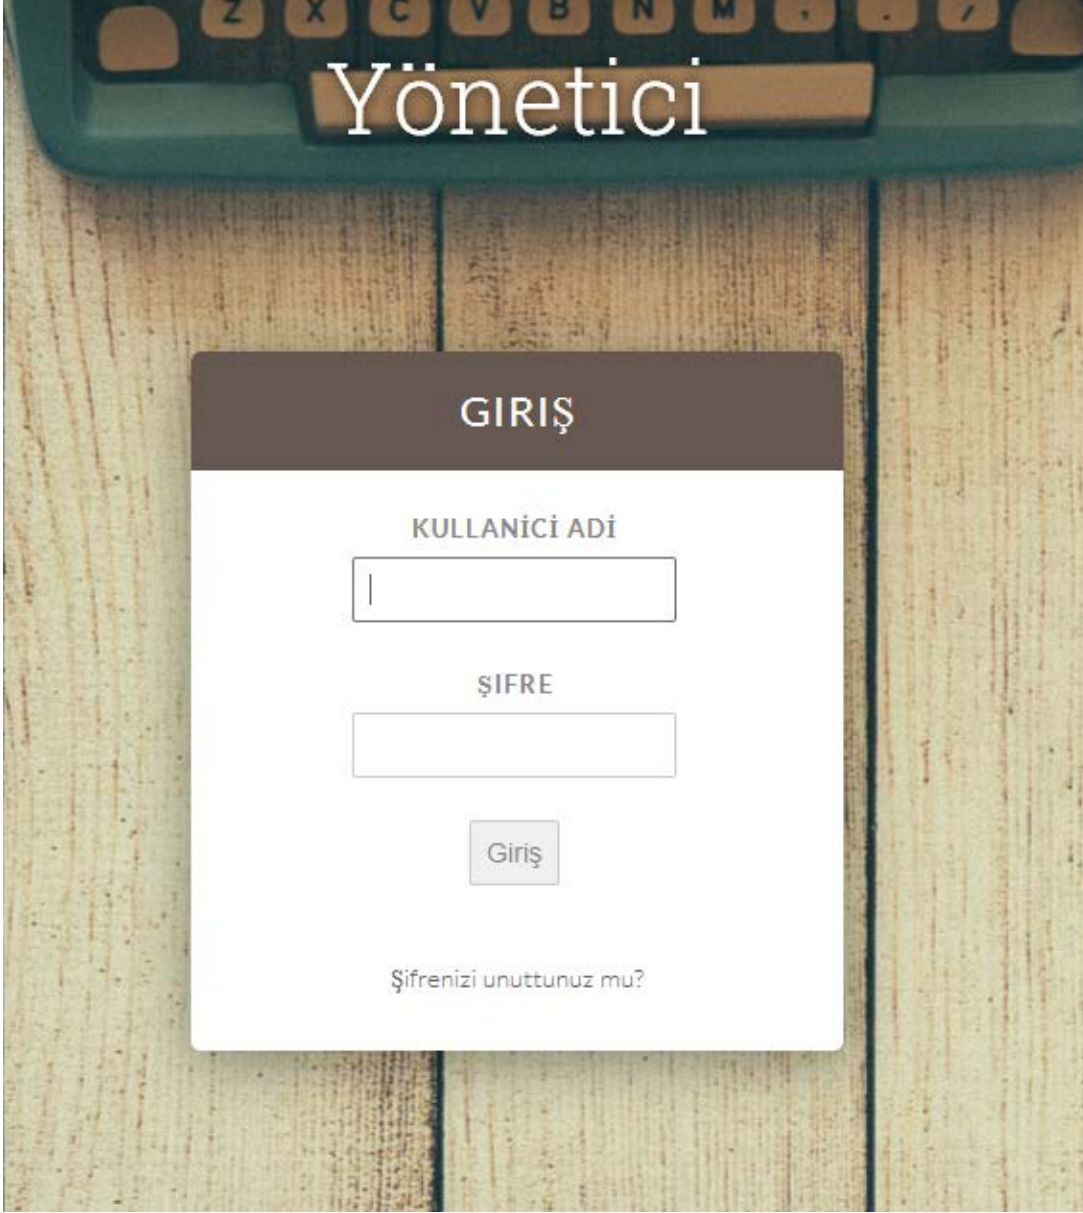 Z X C V B N M , . /
Yönetici
GIRIŞ
KULLANİCİ ADİ
ŞIFRE
Giriş
Şifrenizi unuttunuz mu?